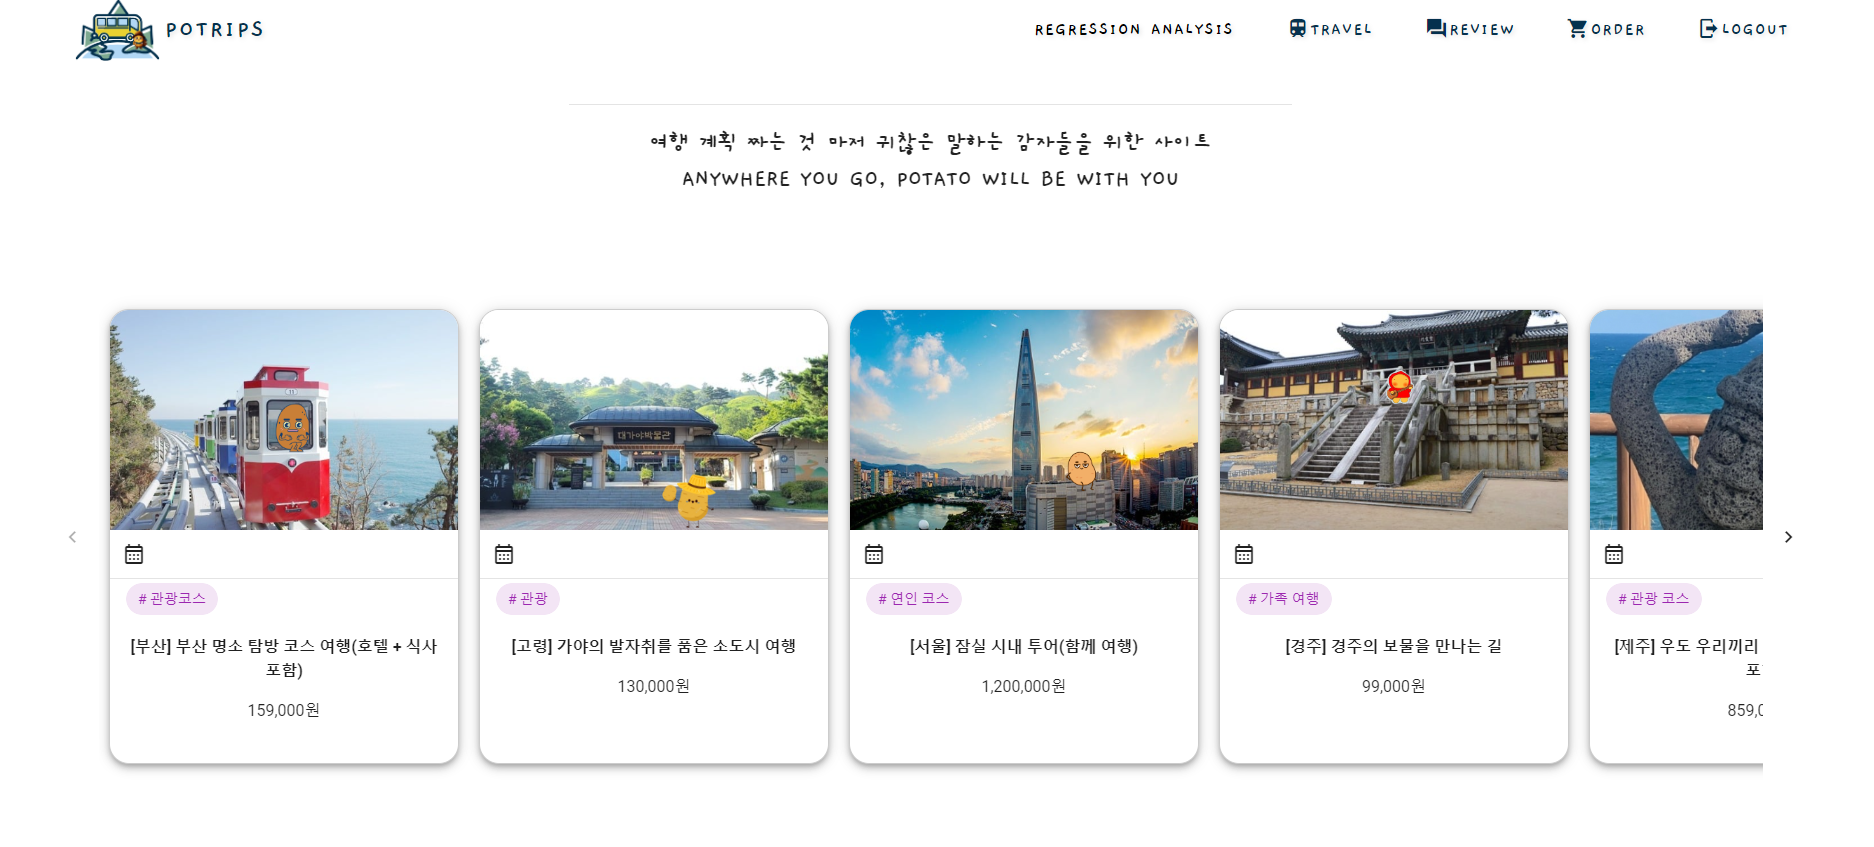 POTRIPS
REGRESSION ANALYSIS
TRAVEL
REVIEW
ORDER
LOGOUT
여행 계획 짜는 것 마저 귀찮은 말하는 감자들을 위한 사이트
ANYWHERE YOU GO, POTATO WILL BE WITH YOU
대가야박물관
# 관광코스
[부산] 부산 명소 탐방 코스 여행(호텔 + 식사
포함)
159,000원
# 관광
[고령] 가야의 발자취를 품은 소도시 여행
130,000원
# 연인 코스
[서울] 잠실 시내 투어(함께 여행)
1,200,000원
# 가족 여행
[경주] 경주의 보물을 만나는 길
99,000원
# 관광 코스
[제주] 우도 우리끼리
포
859,0